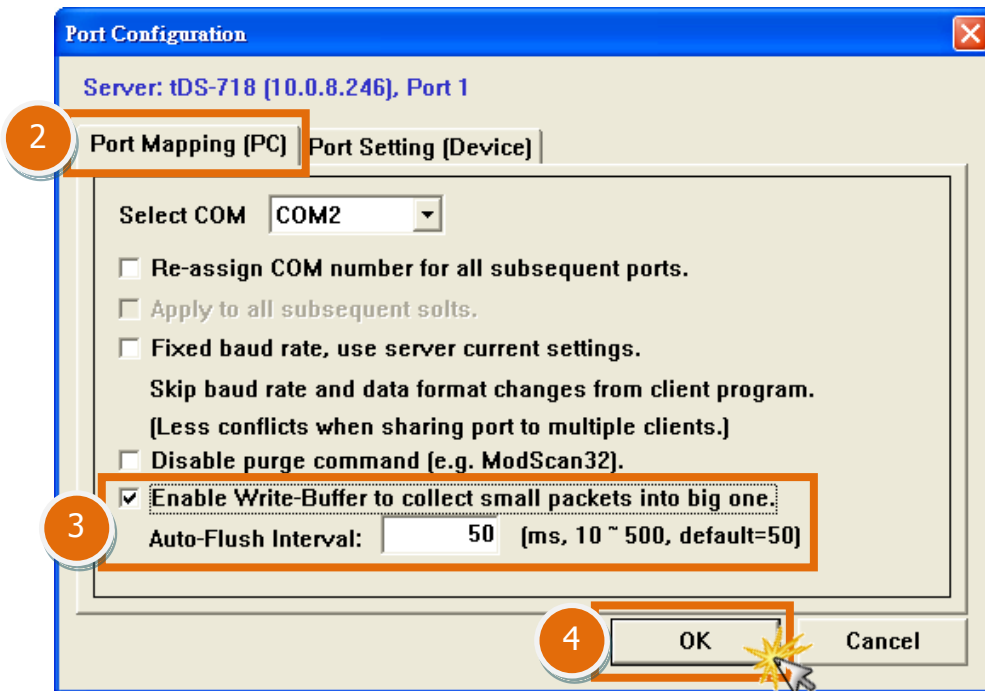 Port Configuration
Server: tDS-718 (10.0.8.246), Port 1
2
Port Mapping (PC) Port Setting (Device)
Select COM COM2
Re-assign COM number for all subsequent ports.
Apply to all subsequent solts.
Fixed baud rate, use server current settings.
Skip baud rate and data format changes from client program.
(Less conflicts when sharing port to multiple clients.)
Disable purge command (e.g. ModScan32).
Enable Write-Buffer to collect small packets into big one.
3
Auto-Flush Interval: 50 (ms, 10 ~ 500, default=50)
4 OK Cancel